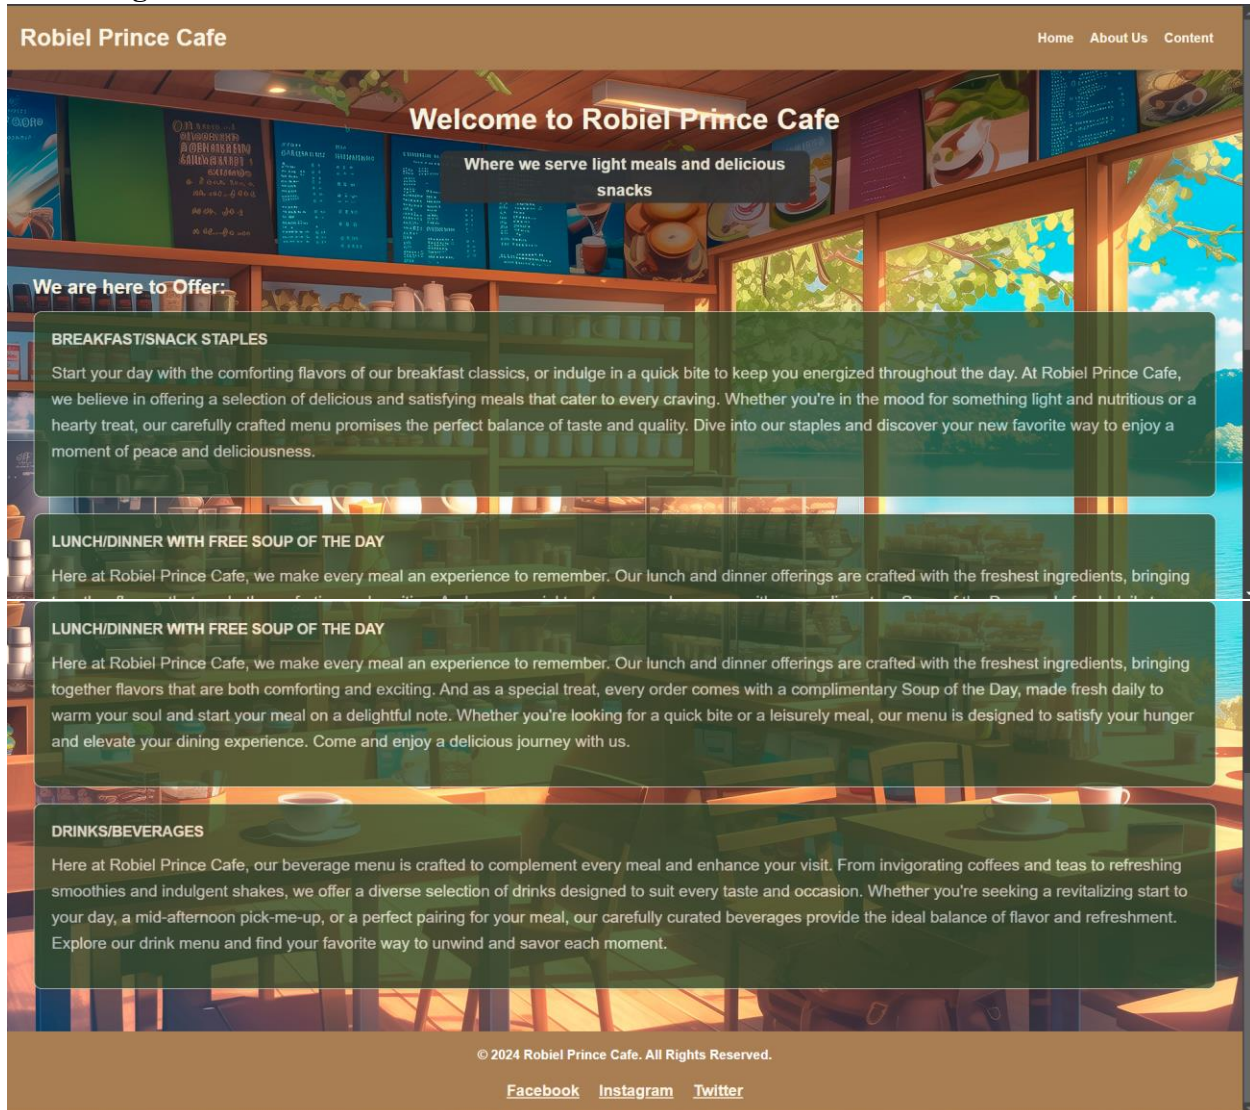 Robiel Prince Cafe
Home About Us Content
Welcome to Robiel Prince Cafe
Where we serve light meals and delicious
snacks
We are here to Offer:
BREAKFAST/SNACK STAPLES
Start your day with the comforting flavors of our breakfast classics, or indulge in a quick bite to keep you energized throughout the day. At Robiel Prince Cafe,
we believe in offering a selection of delicious and satisfying meals that cater to every craving. Whether you're in the mood for something light and nutritious or a
hearty treat, our carefully crafted menu promises the perfect balance of taste and quality. Dive into our staples and discover your new favorite way to enjoy a
moment of peace and deliciousness.
LUNCH/DINNER WITH FREE SOUP OF THE DAY
Here at Robiel Prince Cafe, we make every meal an experience to remember. Our lunch and dinner offerings are crafted with the freshest ingredients, bringing
LUNCH/DINNER WITH FREE SOUP OF THE DAY
Here at Robiel Prince Cafe, we make every meal an experience to remember. Our lunch and dinner offerings are crafted with the freshest ingredients, bringing
together flavors that are both comforting and exciting. And as a special treat, every order comes with a complimentary Soup of the Day, made fresh daily to
warm your soul and start your meal on a delightful note. Whether you're looking for a quick bite or a leisurely meal, our menu is designed to satisfy your hunger
and elevate your dining experience. Come and enjoy a delicious journey with us.
DRINKS/BEVERAGES
Here at Robiel Prince Cafe, our beverage menu is crafted to complement every meal and enhance your visit. From invigorating coffees and teas to refreshing
smoothies and indulgent shakes, we offer a diverse selection of drinks designed to suit every taste and occasion. Whether you're seeking a revitalizing start to
your day, a mid-afternoon pick-me-up, or a perfect pairing for your meal, our carefully curated beverages provide the ideal balance of flavor and refreshment.
Explore our drink menu and find your favorite way to unwind and savor each moment.
© 2024 Robiel Prince Cafe. All Rights Reserved.
Facebook Instagram Twitter